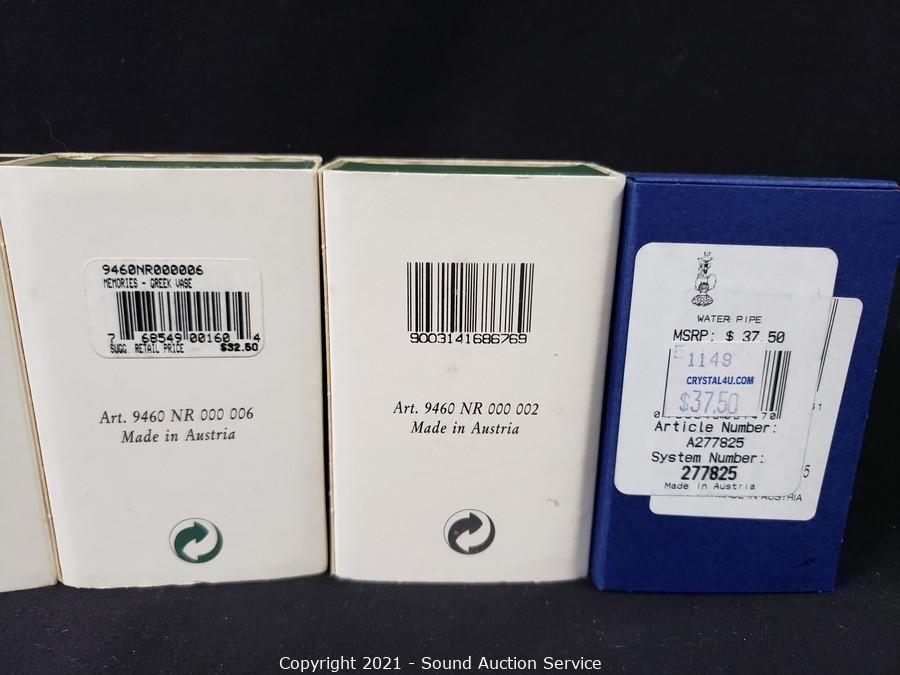 9460NR000006
MEMORIES - GREEK VASE
7 68549 00160 4
SUGG. RETAIL PRICE $32.50
Art. 9460 NR 000 006
Made in Austria
9003141686769
Art. 9460 NR 000 002
Made in Austria
WATER PIPE
MSRP: $ 37.50
1149
CRYSTAL4U.COM
$37.50
Article Number:
A277825
System Number:
277825
Made in Austria
MADE IN AUSTRIA
Copyright 2021 - Sound Auction Service